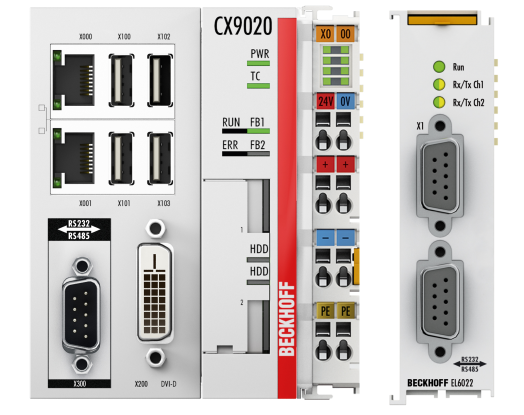 CX9020
X000 X100 X102
PWR
TC
RUN FB1
ERR FB2
X001 X101 X103
RS232
RS485
X300
X200 DVI-D
1
HDD
HDD
2
BECKHOFF
X0 00
24V 0V
+ +
− −
PE PE
Run
Rx/Tx Ch1
Rx/Tx Ch2
X1
RS232
RS485
BECKHOFF EL6022